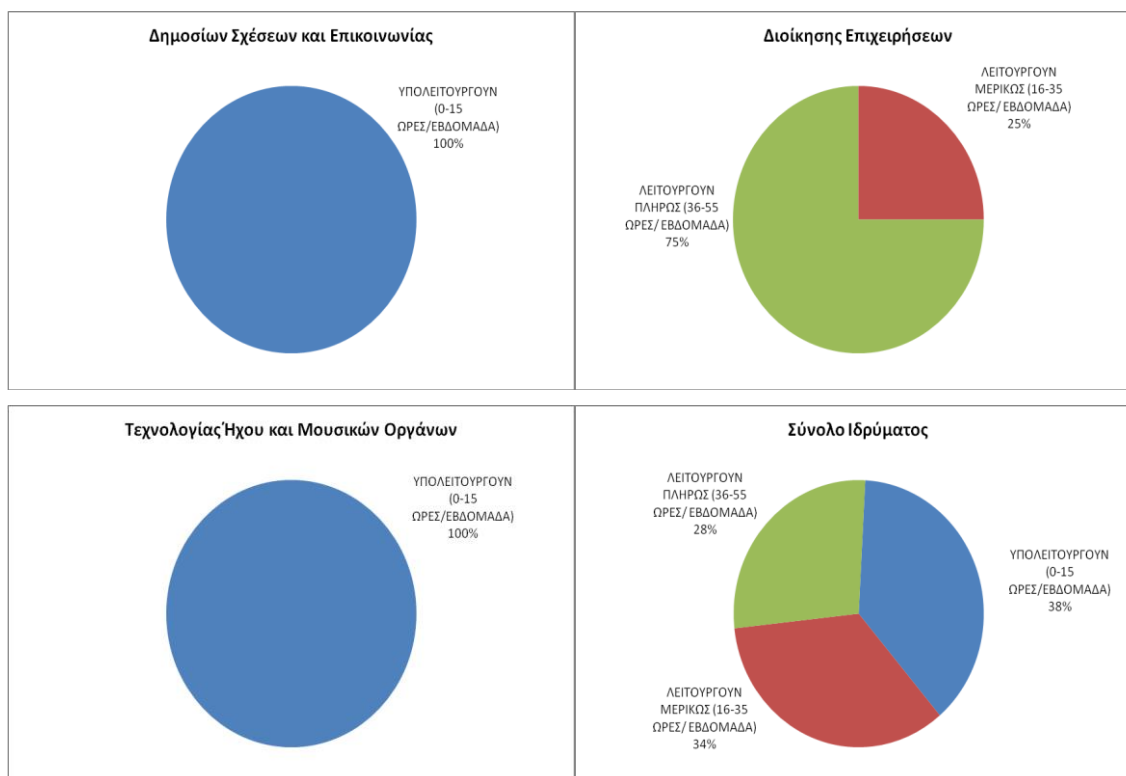 Δημοσίων Σχέσεων και Επικοινωνίας
ΥΠΟΛΕΙΤΟΥΡΓΟΥΝ
(0-15
ΩΡΕΣ/ΕΒΔΟΜΑΔΑ)
100%
Διοίκησης Επιχειρήσεων
ΛΕΙΤΟΥΡΓΟΥΝ
ΜΕΡΙΚΩΣ (16-35
ΩΡΕΣ/ ΕΒΔΟΜΑΔΑ)
25%
ΛΕΙΤΟΥΡΓΟΥΝ
ΠΛΗΡΩΣ (36-55
ΩΡΕΣ/ ΕΒΔΟΜΑΔΑ)
75%
Τεχνολογίας Ήχου και Μουσικών Οργάνων
ΥΠΟΛΕΙΤΟΥΡΓΟΥΝ
(0-15
ΩΡΕΣ/ΕΒΔΟΜΑΔΑ)
100%
Σύνολο Ιδρύματος
ΛΕΙΤΟΥΡΓΟΥΝ
ΠΛΗΡΩΣ (36-55
ΩΡΕΣ/ ΕΒΔΟΜΑΔΑ)
28%
ΥΠΟΛΕΙΤΟΥΡΓΟΥΝ
(0-15
ΩΡΕΣ/ΕΒΔΟΜΑΔΑ)
38%
ΛΕΙΤΟΥΡΓΟΥΝ
ΜΕΡΙΚΩΣ (16-35
ΩΡΕΣ/ ΕΒΔΟΜΑΔΑ)
34%